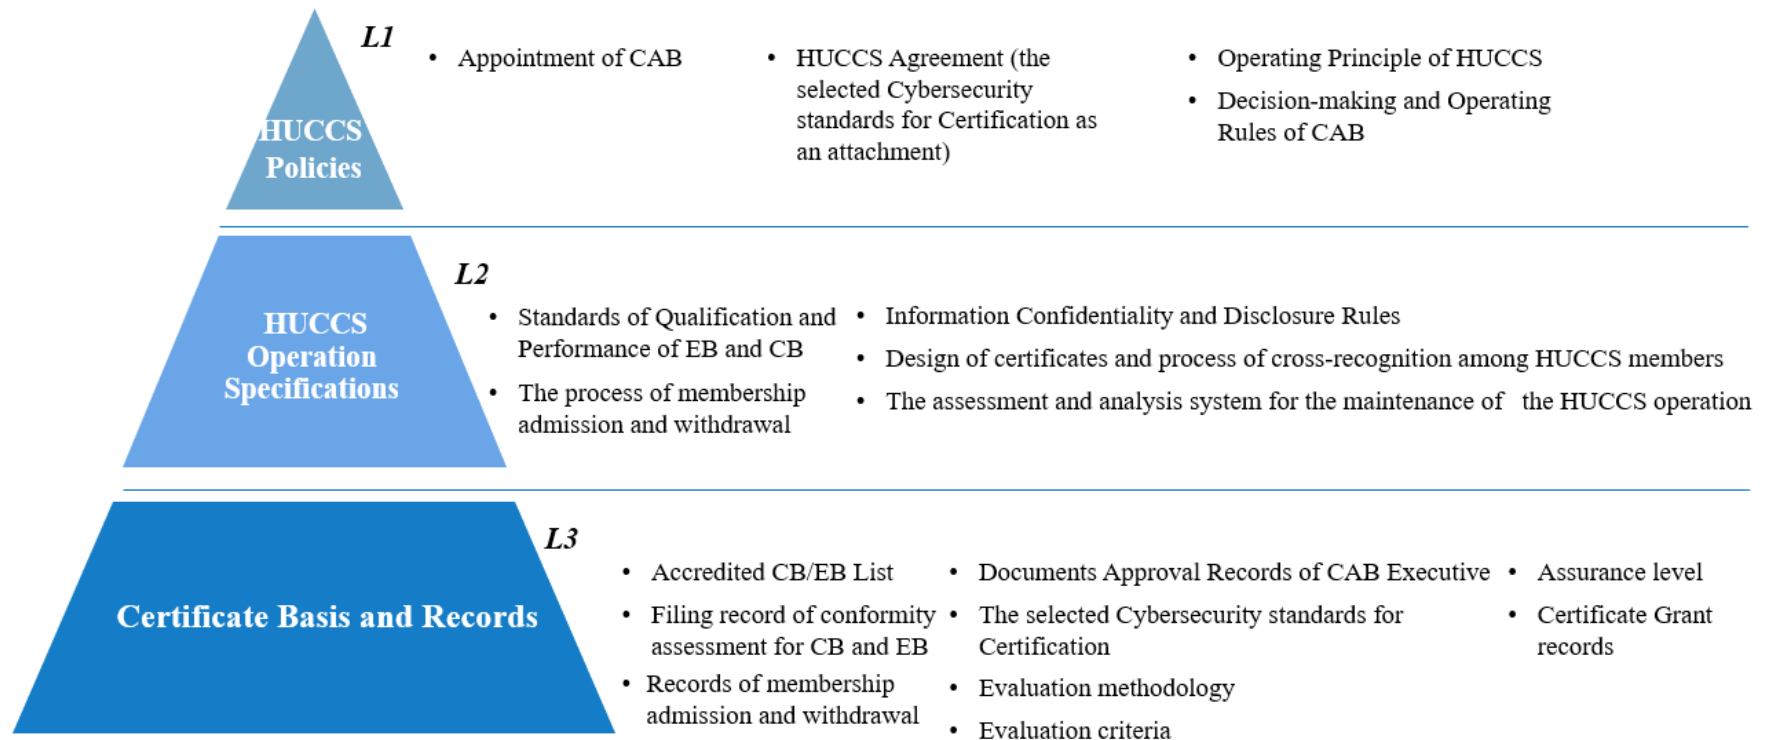 L1
HUCCS
Policies
• Appointment of CAB
• HUCCS Agreement (the
selected Cybersecurity
standards for Certification as
an attachment)
• Operating Principle of HUCCS
• Decision-making and Operating
Rules of CAB
L2
HUCCS
Operation
Specifications
• Standards of Qualification and
Performance of EB and CB
• The process of membership
admission and withdrawal
• Information Confidentiality and Disclosure Rules
• Design of certificates and process of cross-recognition among HUCCS members
• The assessment and analysis system for the maintenance of the HUCCS operation
L3
Certificate Basis and Records
• Accredited CB/EB List
• Filing record of conformity
assessment for CB and EB
• Records of membership
admission and withdrawal
• Documents Approval Records of CAB Executive
• The selected Cybersecurity standards for
Certification
• Evaluation methodology
• Evaluation criteria
• Assurance level
• Certificate Grant
records